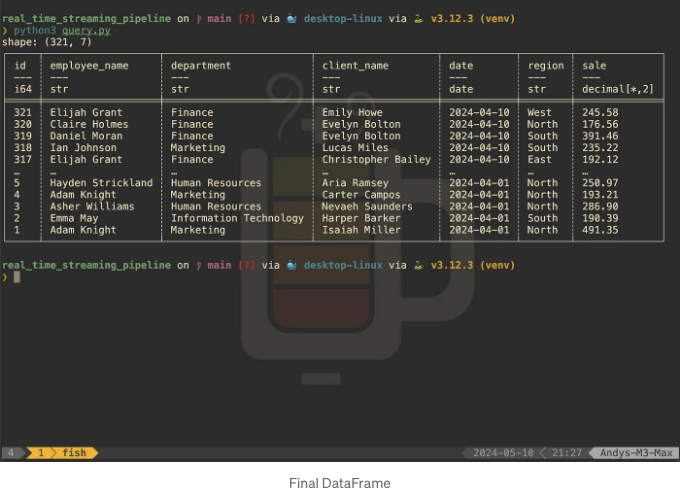 real_time_streaming_pipeline on main [?] via desktop-linux via v3.12.3 (venv)
❯ python3 query.py
shape: (321, 7)
id employee_name department client_name date region sale
--- --- --- --- --- --- ---
i64 str str str date str decimal[*,2]
321 Elijah Grant Finance Emily Howe 2024-04-10 West 245.58
320 Claire Holmes Finance Evelyn Bolton 2024-04-10 North 176.56
319 Daniel Moran Finance Evelyn Bolton 2024-04-10 South 391.46
318 Ian Johnson Marketing Lucas Miles 2024-04-10 South 235.22
317 Elijah Grant Finance Christopher Bailey 2024-04-10 East 192.12
… … … … … … …
5 Hayden Strickland Human Resources Aria Ramsey 2024-04-01 North 250.97
4 Adam Knight Marketing Carter Campos 2024-04-01 North 193.21
3 Asher Williams Human Resources Nevaeh Saunders 2024-04-01 North 286.90
2 Emma May Information Technology Harper Barker 2024-04-01 South 190.39
1 Adam Knight Marketing Isaiah Miller 2024-04-01 North 491.35
real_time_streaming_pipeline on main [?] via desktop-linux via v3.12.3 (venv)
❯
4 1 fish 2024-05-10 21:27 Andys-M3-Max
Final DataFrame